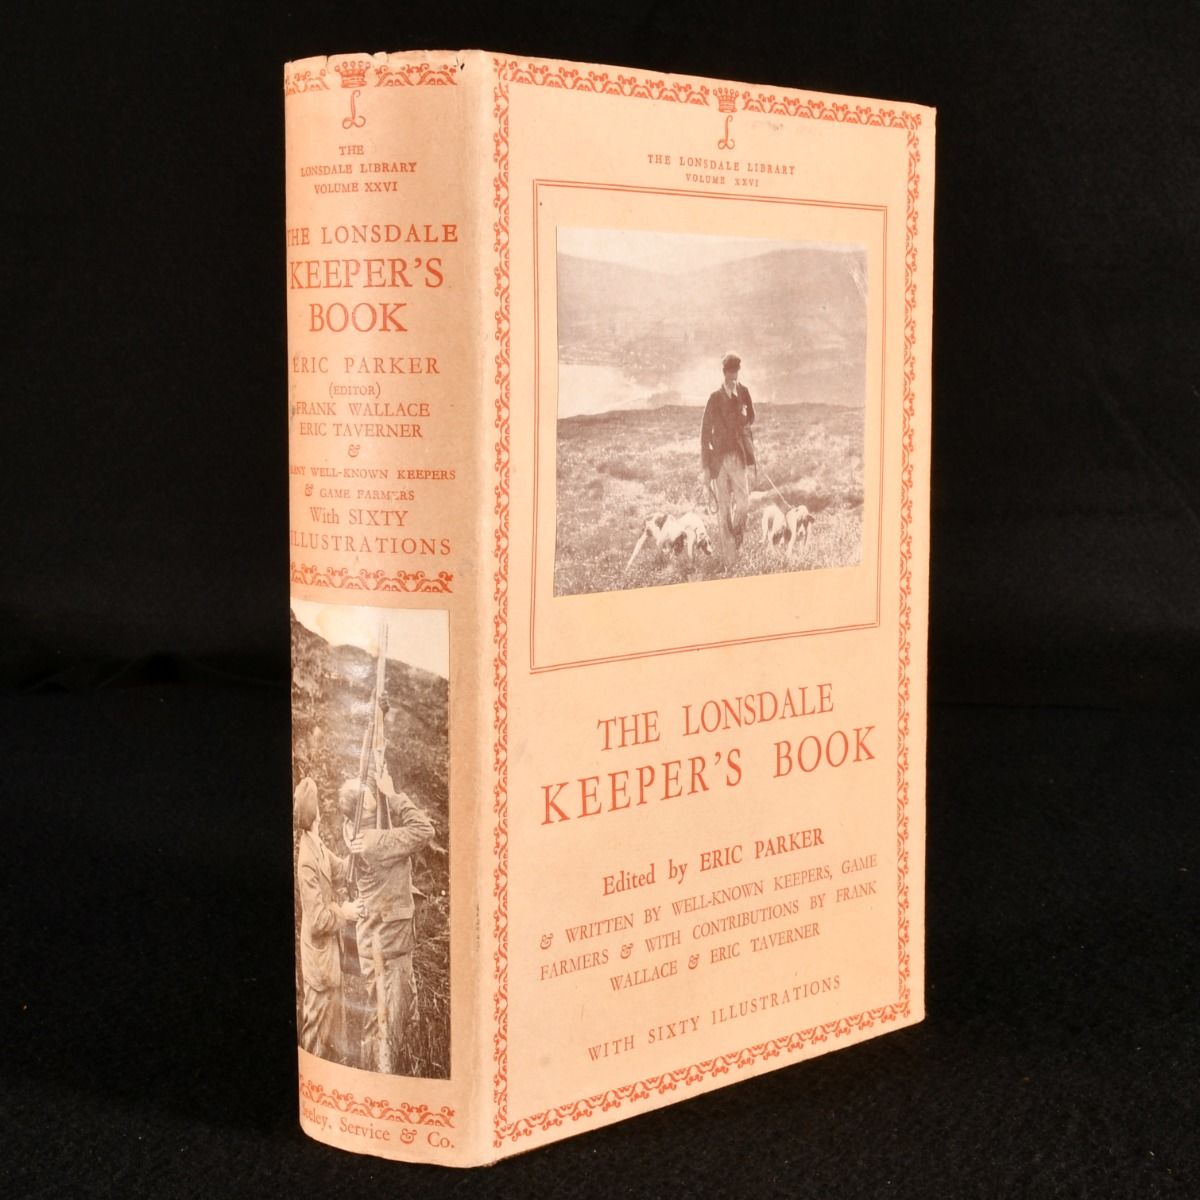 L
THE
LONSDALE LIBRARY
VOLUME XXVI
THE LONSDALE
KEEPER'S
BOOK
ERIC PARKER
(EDITOR)
FRANK WALLACE
ERIC TAVERNER
&
WELL-KNOWN KEEPERS
& GAME FARMERS
With SIXTY
ILLUSTRATIONS
Seeley, Service & Co.
L
THE LONSDALE LIBRARY
VOLUME XXVI
THE LONSDALE
KEEPER'S BOOK
Edited by ERIC PARKER
& WRITTEN BY WELL-KNOWN KEEPERS, GAME
FARMERS & WITH CONTRIBUTIONS BY FRANK
WALLACE & ERIC TAVERNER
WITH SIXTY ILLUSTRATIONS